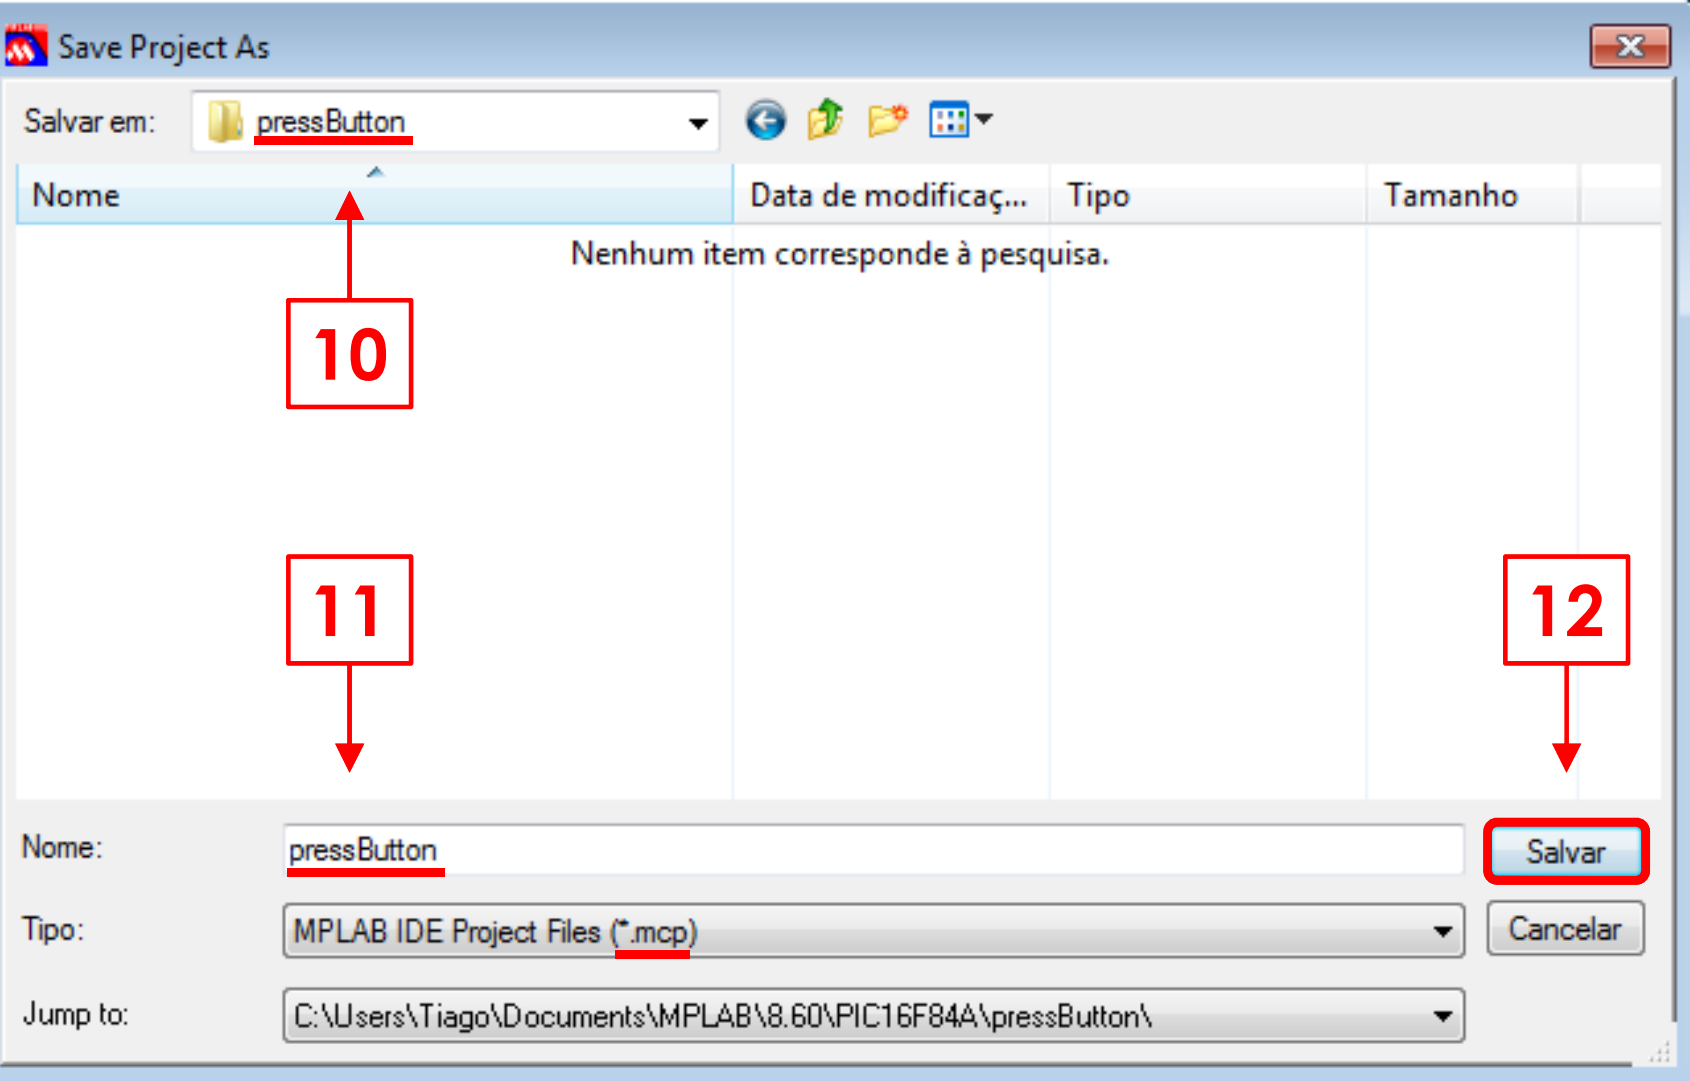 Save Project As
Salvar em: pressButton
Nome Data de modificaç... Tipo Tamanho
Nenhum item corresponde à pesquisa.
10
11 12
Nome: pressButton Salvar
Tipo: MPLAB IDE Project Files (*.mcp) Cancelar
Jump to: C:\Users\Tiago\Documents\MPLAB\8.60\PIC16F84A\pressButton\